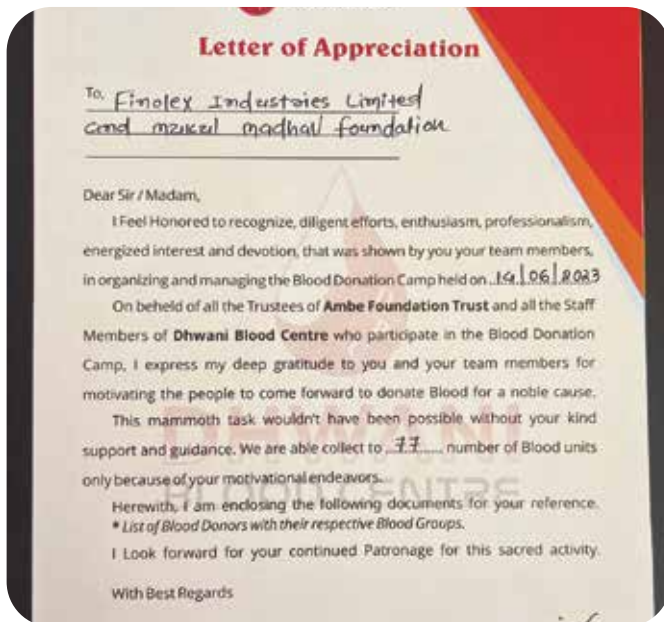 Letter of Appreciation
To, Finolex Industries Limited
and madhav foundation
Dear Sir / Madam,
I Feel Honored to recognize, diligent efforts, enthusiasm, professionalism,
energized interest and devotion, that was shown by you your team members,
in organizing and managing the Blood Donation Camp held on 14/06/2023
On beheld of all the Trustees of Ambe Foundation Trust and all the Staff
Members of Dhwani Blood Centre who participate in the Blood Donation
Camp, I express my deep gratitude to you and your team members for
motivating the people to come forward to donate Blood for a noble cause.
This mammoth task wouldn't have been possible without your kind
support and guidance. We are able collect to 77 number of Blood units
only because of your motivational endeavors.
Herewith, I am enclosing the following documents for your reference.
* List of Blood Donors with their respective Blood Groups.
I Look forward for your continued Patronage for this sacred activity.
With Best Regards
DHWANI
BLOOD CENTRE